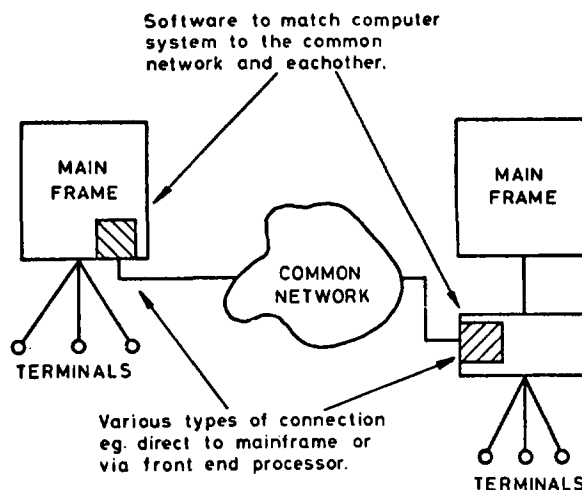 Software to match computer
system to the common
network and eachother.
MAIN
FRAME
MAIN
FRAME
COMMON
NETWORK
TERMINALS
Various types of connection
eg. direct to mainframe or
via front end processor.
TERMINALS